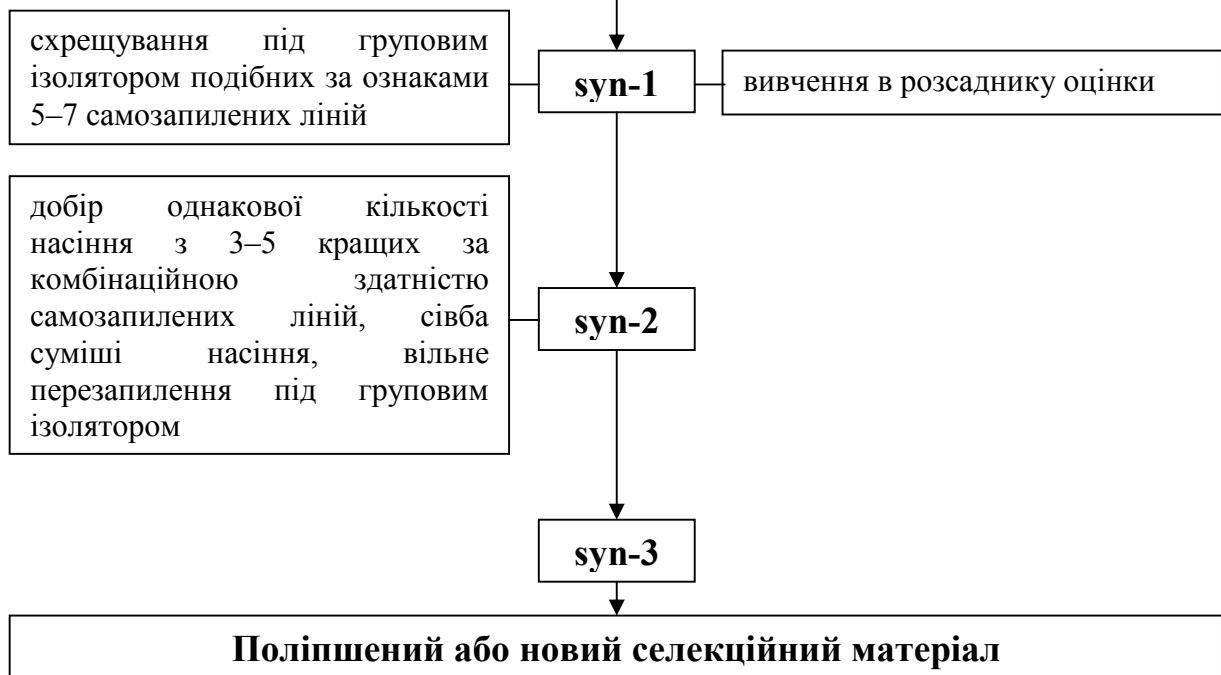 схрещування під груповим
ізолятором подібних за ознаками
5–7 самозапилених ліній
syn-1
вивчення в розсаднику оцінки
добір однакової кількості
насіння з 3–5 кращих за
комбінаційною здатністю
самозапилених ліній, сівба
суміші насіння, вільне
перезапилення під груповим
ізолятором
syn-2
syn-3
Поліпшений або новий селекційний матеріал